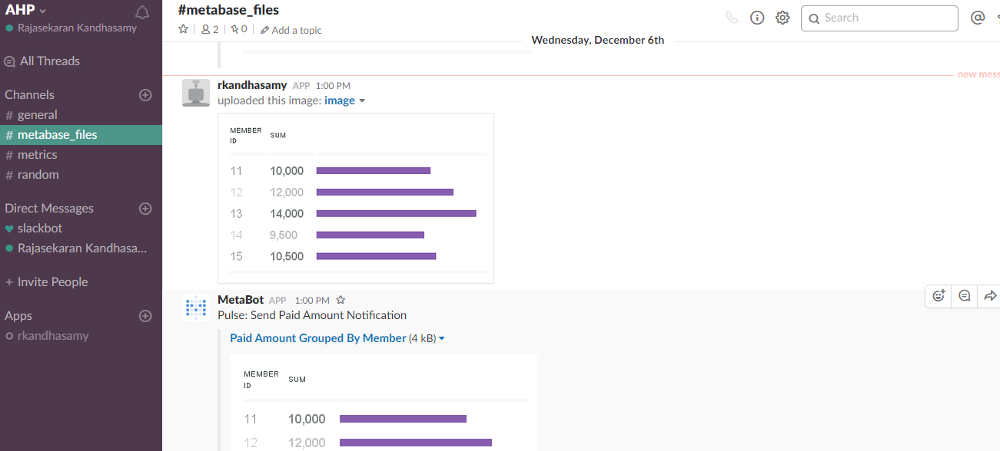 AHP
Rajasekaran Kandhasamy
All Threads
Channels
# general
# metabase_files
# metrics
# random
Direct Messages
slackbot
Rajasekaran Kandhasa...
+ Invite People
Apps
rkandhasamy
#metabase_files
2 | 0 | Add a topic
Search
@
Wednesday, December 6th
new mess
rkandhasamy APP 1:00 PM
uploaded this image: image
MEMBER
ID SUM
11 10,000
12 12,000
13 14,000
14 9,500
15 10,500
MetaBot APP 1:00 PM
Pulse: Send Paid Amount Notification
Paid Amount Grouped By Member (4 kB)
MEMBER
ID SUM
11 10,000
12 12,000